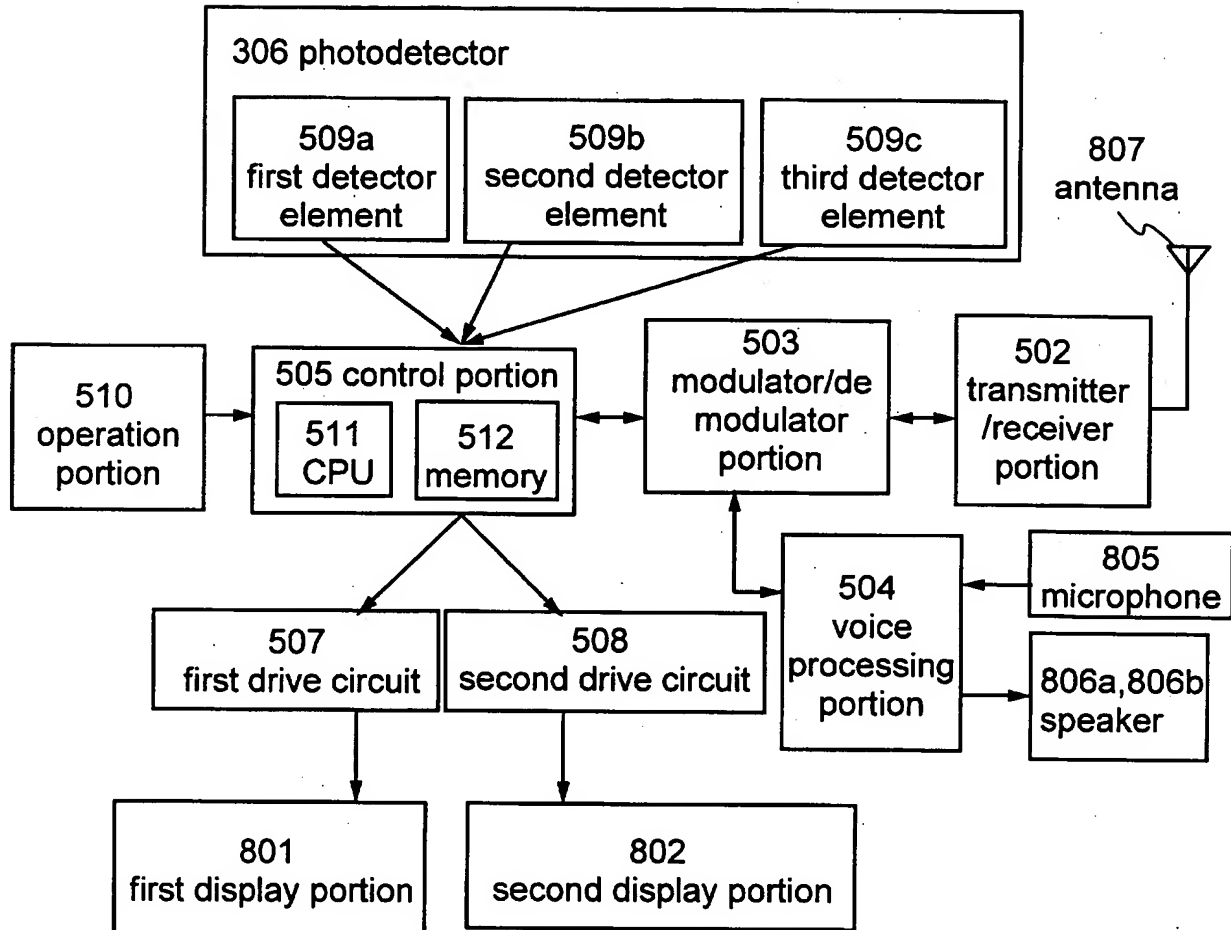 306 photodetector
509a
first detector
element
509b
second detector
element
509c
third detector
element
807
antenna
510
operation
portion
505 control portion
511
CPU
512
memory
503
modulator/de
modulator
portion
502
transmitter
/receiver
portion
504
voice
processing
portion
805
microphone
806a,806b
speaker
507
first drive circuit
508
second drive circuit
801
first display portion
802
second display portion